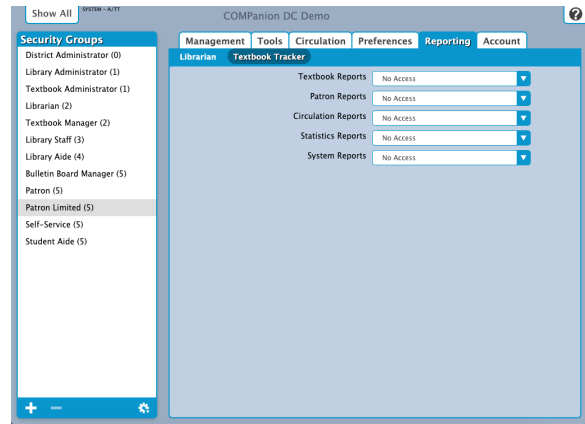 Show All
SYSTEM - A/TT
COMPanion DC Demo
?
Security Groups
District Administrator (0)
Library Administrator (1)
Textbook Administrator (1)
Librarian (2)
Textbook Manager (2)
Library Staff (3)
Library Aide (4)
Bulletin Board Manager (5)
Patron (5)
Patron Limited (5)
Self-Service (5)
Student Aide (5)
Management Tools Circulation Preferences Reporting Account
Librarian Textbook Tracker
Textbook Reports No Access
Patron Reports No Access
Circulation Reports No Access
Statistics Reports No Access
System Reports No Access